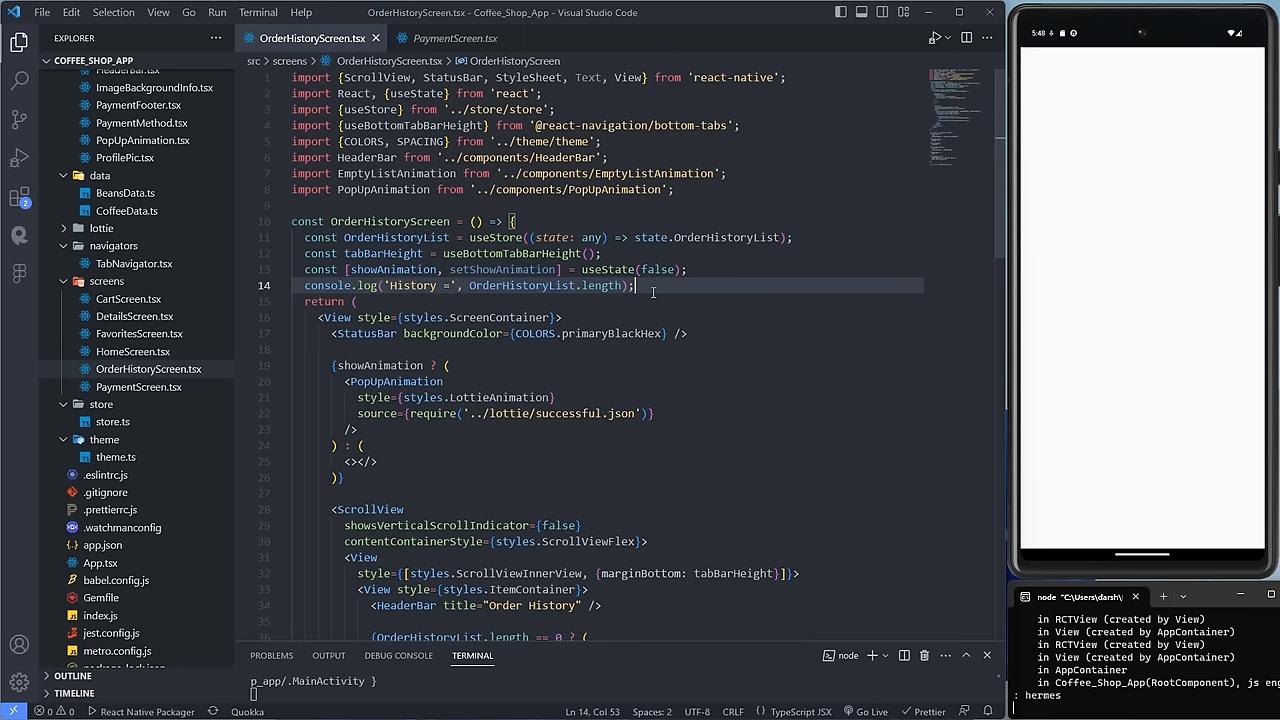 File Edit Selection View Go Run Terminal Help
OrderHistoryScreen.tsx - Coffee_Shop_App - Visual Studio Code
EXPLORER
COFFEE_SHOP_APP
HeaderBar.tsx
ImageBackgroundInfo.tsx
PaymentFooter.tsx
PaymentMethod.tsx
PopUpAnimation.tsx
ProfilePic.tsx
data
BeansData.ts
CoffeeData.ts
lottie
navigators
TabNavigator.tsx
screens
CartScreen.tsx
DetailsScreen.tsx
FavoritesScreen.tsx
HomeScreen.tsx
OrderHistoryScreen.tsx
PaymentScreen.tsx
store
store.ts
theme
theme.ts
.eslintrc.js
.gitignore
.prettierrc.js
.watchmanconfig
app.json
App.tsx
babel.config.js
Gemfile
index.js
jest.config.js
metro.config.js
package-lock.json
OUTLINE
TIMELINE
2
OrderHistoryScreen.tsx PaymentScreen.tsx
src > screens > OrderHistoryScreen.tsx > OrderHistoryScreen
1 import {ScrollView, StatusBar, StyleSheet, Text, View} from 'react-native';
2 import React, {useState} from 'react';
3 import {useStore} from '../store/store';
4 import {useBottomTabBarHeight} from '@react-navigation/bottom-tabs';
5 import {COLORS, SPACING} from '../theme/theme';
6 import HeaderBar from '../components/HeaderBar';
7 import EmptyListAnimation from '../components/EmptyListAnimation';
8 import PopUpAnimation from '../components/PopUpAnimation';
9
10 const OrderHistoryScreen = () => {
11 const OrderHistoryList = useStore((state: any) => state.OrderHistoryList);
12 const tabBarHeight = useBottomTabBarHeight();
13 const [showAnimation, setShowAnimation] = useState(false);
14 console.log('History =', OrderHistoryList.length);
15 return (
16 <View style={styles.ScreenContainer}>
17 <StatusBar backgroundColor={COLORS.primaryBlackHex} />
18
19 {showAnimation ? (
20 <PopUpAnimation
21 style={styles.LottieAnimation}
22 source={require('../lottie/successful.json')}
23 />
24 ) : (
25 <></>
26 )}
27
28 <ScrollView
29 showsVerticalScrollIndicator={false}
30 contentContainerStyle={styles.ScrollViewFlex}>
31 <View
32 style={[styles.ScrollViewInnerView, {marginBottom: tabBarHeight}]}>
33 <View style={styles.ItemContainer}>
34 <HeaderBar title="Order History" />
35
36 {OrderHistoryList.length == 0 ? (
PROBLEMS OUTPUT DEBUG CONSOLE TERMINAL
node
p_app/.MainActivity }
0 0 React Native Packager Quokka Ln 14, Col 53 Spaces: 2 UTF-8 CRLF {} TypeScript JSX Go Live Prettier
5:48
node "C:\Users\darsh\
in RCTView (created by View)
in View (created by AppContainer)
in RCTView (created by View)
in View (created by AppContainer)
in AppContainer
in Coffee_Shop_App(RootComponent), js eng
: hermes